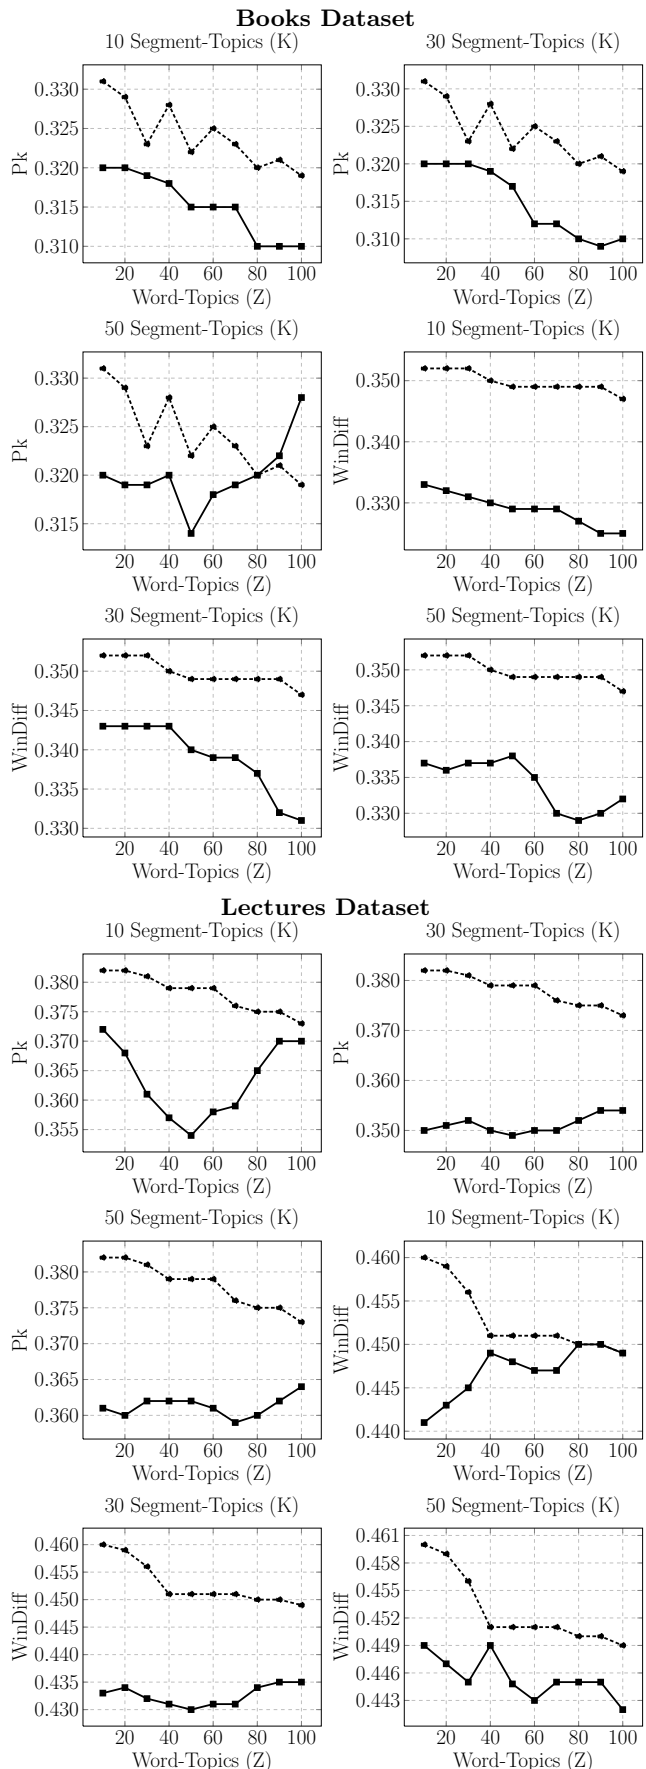 Books Dataset
10 Segment-Topics (K)
0.330
0.325
0.320
0.315
0.310
Pk
20 40 60 80 100
Word-Topics (Z)
30 Segment-Topics (K)
0.330
0.325
0.320
0.315
0.310
Pk
20 40 60 80 100
Word-Topics (Z)
50 Segment-Topics (K)
0.330
0.325
0.320
0.315
Pk
20 40 60 80 100
Word-Topics (Z)
10 Segment-Topics (K)
0.350
0.340
0.330
WinDiff
20 40 60 80 100
Word-Topics (Z)
30 Segment-Topics (K)
0.350
0.345
0.340
0.335
0.330
WinDiff
20 40 60 80 100
Word-Topics (Z)
50 Segment-Topics (K)
0.350
0.345
0.340
0.335
0.330
WinDiff
20 40 60 80 100
Word-Topics (Z)
Lectures Dataset
10 Segment-Topics (K)
0.380
0.375
0.370
0.365
0.360
0.355
Pk
20 40 60 80 100
Word-Topics (Z)
30 Segment-Topics (K)
0.380
0.370
0.360
0.350
Pk
20 40 60 80 100
Word-Topics (Z)
50 Segment-Topics (K)
0.380
0.375
0.370
0.365
0.360
Pk
20 40 60 80 100
Word-Topics (Z)
10 Segment-Topics (K)
0.460
0.455
0.450
0.445
0.440
WinDiff
20 40 60 80 100
Word-Topics (Z)
30 Segment-Topics (K)
0.460
0.455
0.450
0.445
0.440
0.435
0.430
WinDiff
20 40 60 80 100
Word-Topics (Z)
50 Segment-Topics (K)
0.461
0.458
0.455
0.452
0.449
0.446
0.443
WinDiff
20 40 60 80 100
Word-Topics (Z)